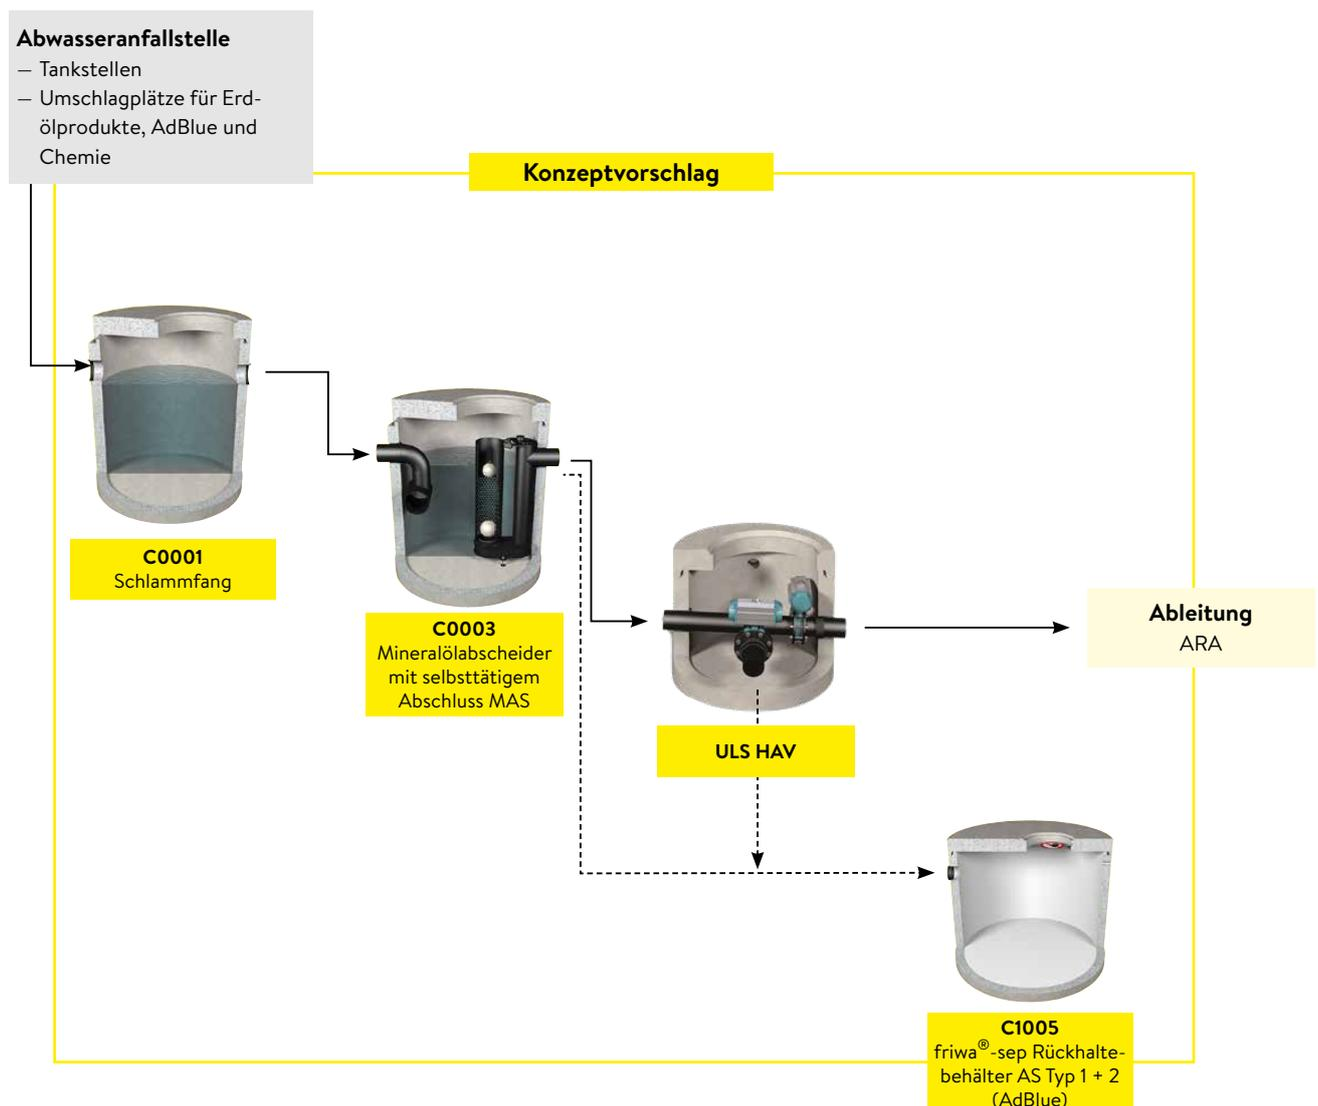 Abwasseranfallstelle
– Tankstellen
– Umschlagplätze für Erd-
ölprodukte, AdBlue und
Chemie
Konzeptvorschlag
C0001
Schlammfang
C0003
Mineralölabscheider
mit selbsttätigem
Abschluss MAS
ULS HAV
Ableitung
ARA
C1005
friwa®-sep Rückhalte-
behälter AS Typ 1 + 2
(AdBlue)